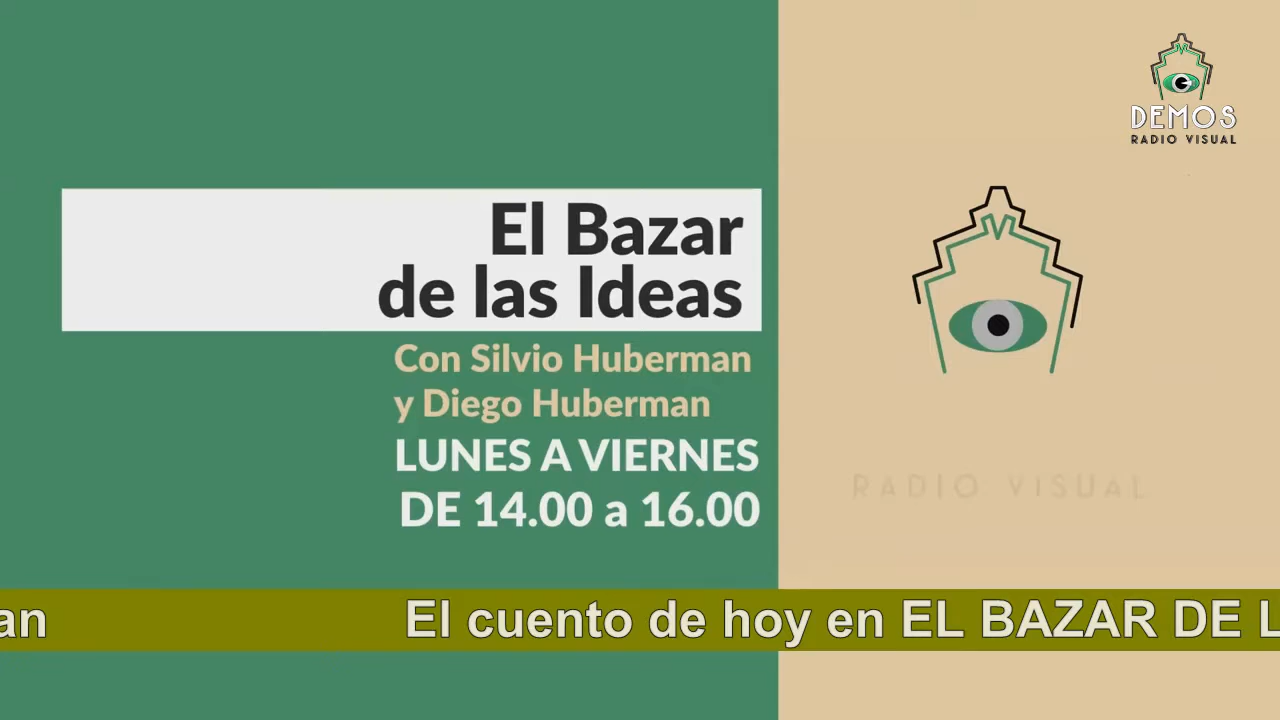 DEMOS
RADIO VISUAL
El Bazar
de las Ideas
Con Silvio Huberman
y Diego Huberman
LUNES A VIERNES
DE 14.00 a 16.00
RADIO VISUAL
an El cuento de hoy en EL BAZAR DE L